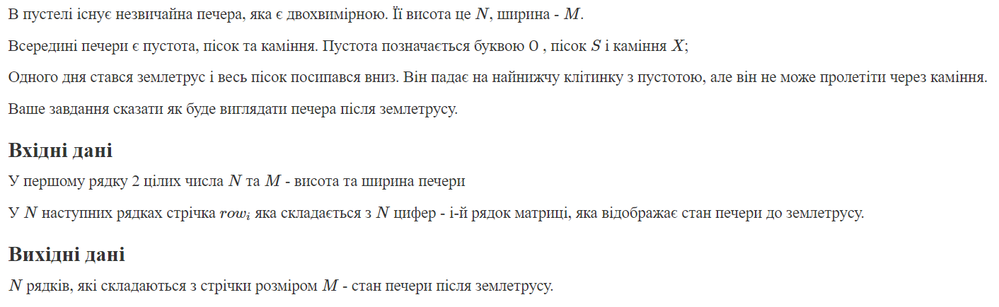 В пустелі існує незвичайна печера, яка є двохвимірною. Її висота це N, ширина - M.
Всередині печери є пустота, пісок та каміння. Пустота позначається буквою O , пісок S і каміння X;
Одного дня стався землетрус і весь пісок посипався вниз. Він падає на найнижчу клітинку з пустотою, але він не може пролетіти через каміння.
Ваше завдання сказати як буде виглядати печера після землетрусу.
Вхідні дані
У першому рядку 2 цілих числа N та M - висота та ширина печери
У N наступних рядках стрічка row_i яка складається з N цифер - i-й рядок матриці, яка відображає стан печери до землетрусу.
Вихідні дані
N рядків, які складаються з стрічки розміром M - стан печери після землетрусу.